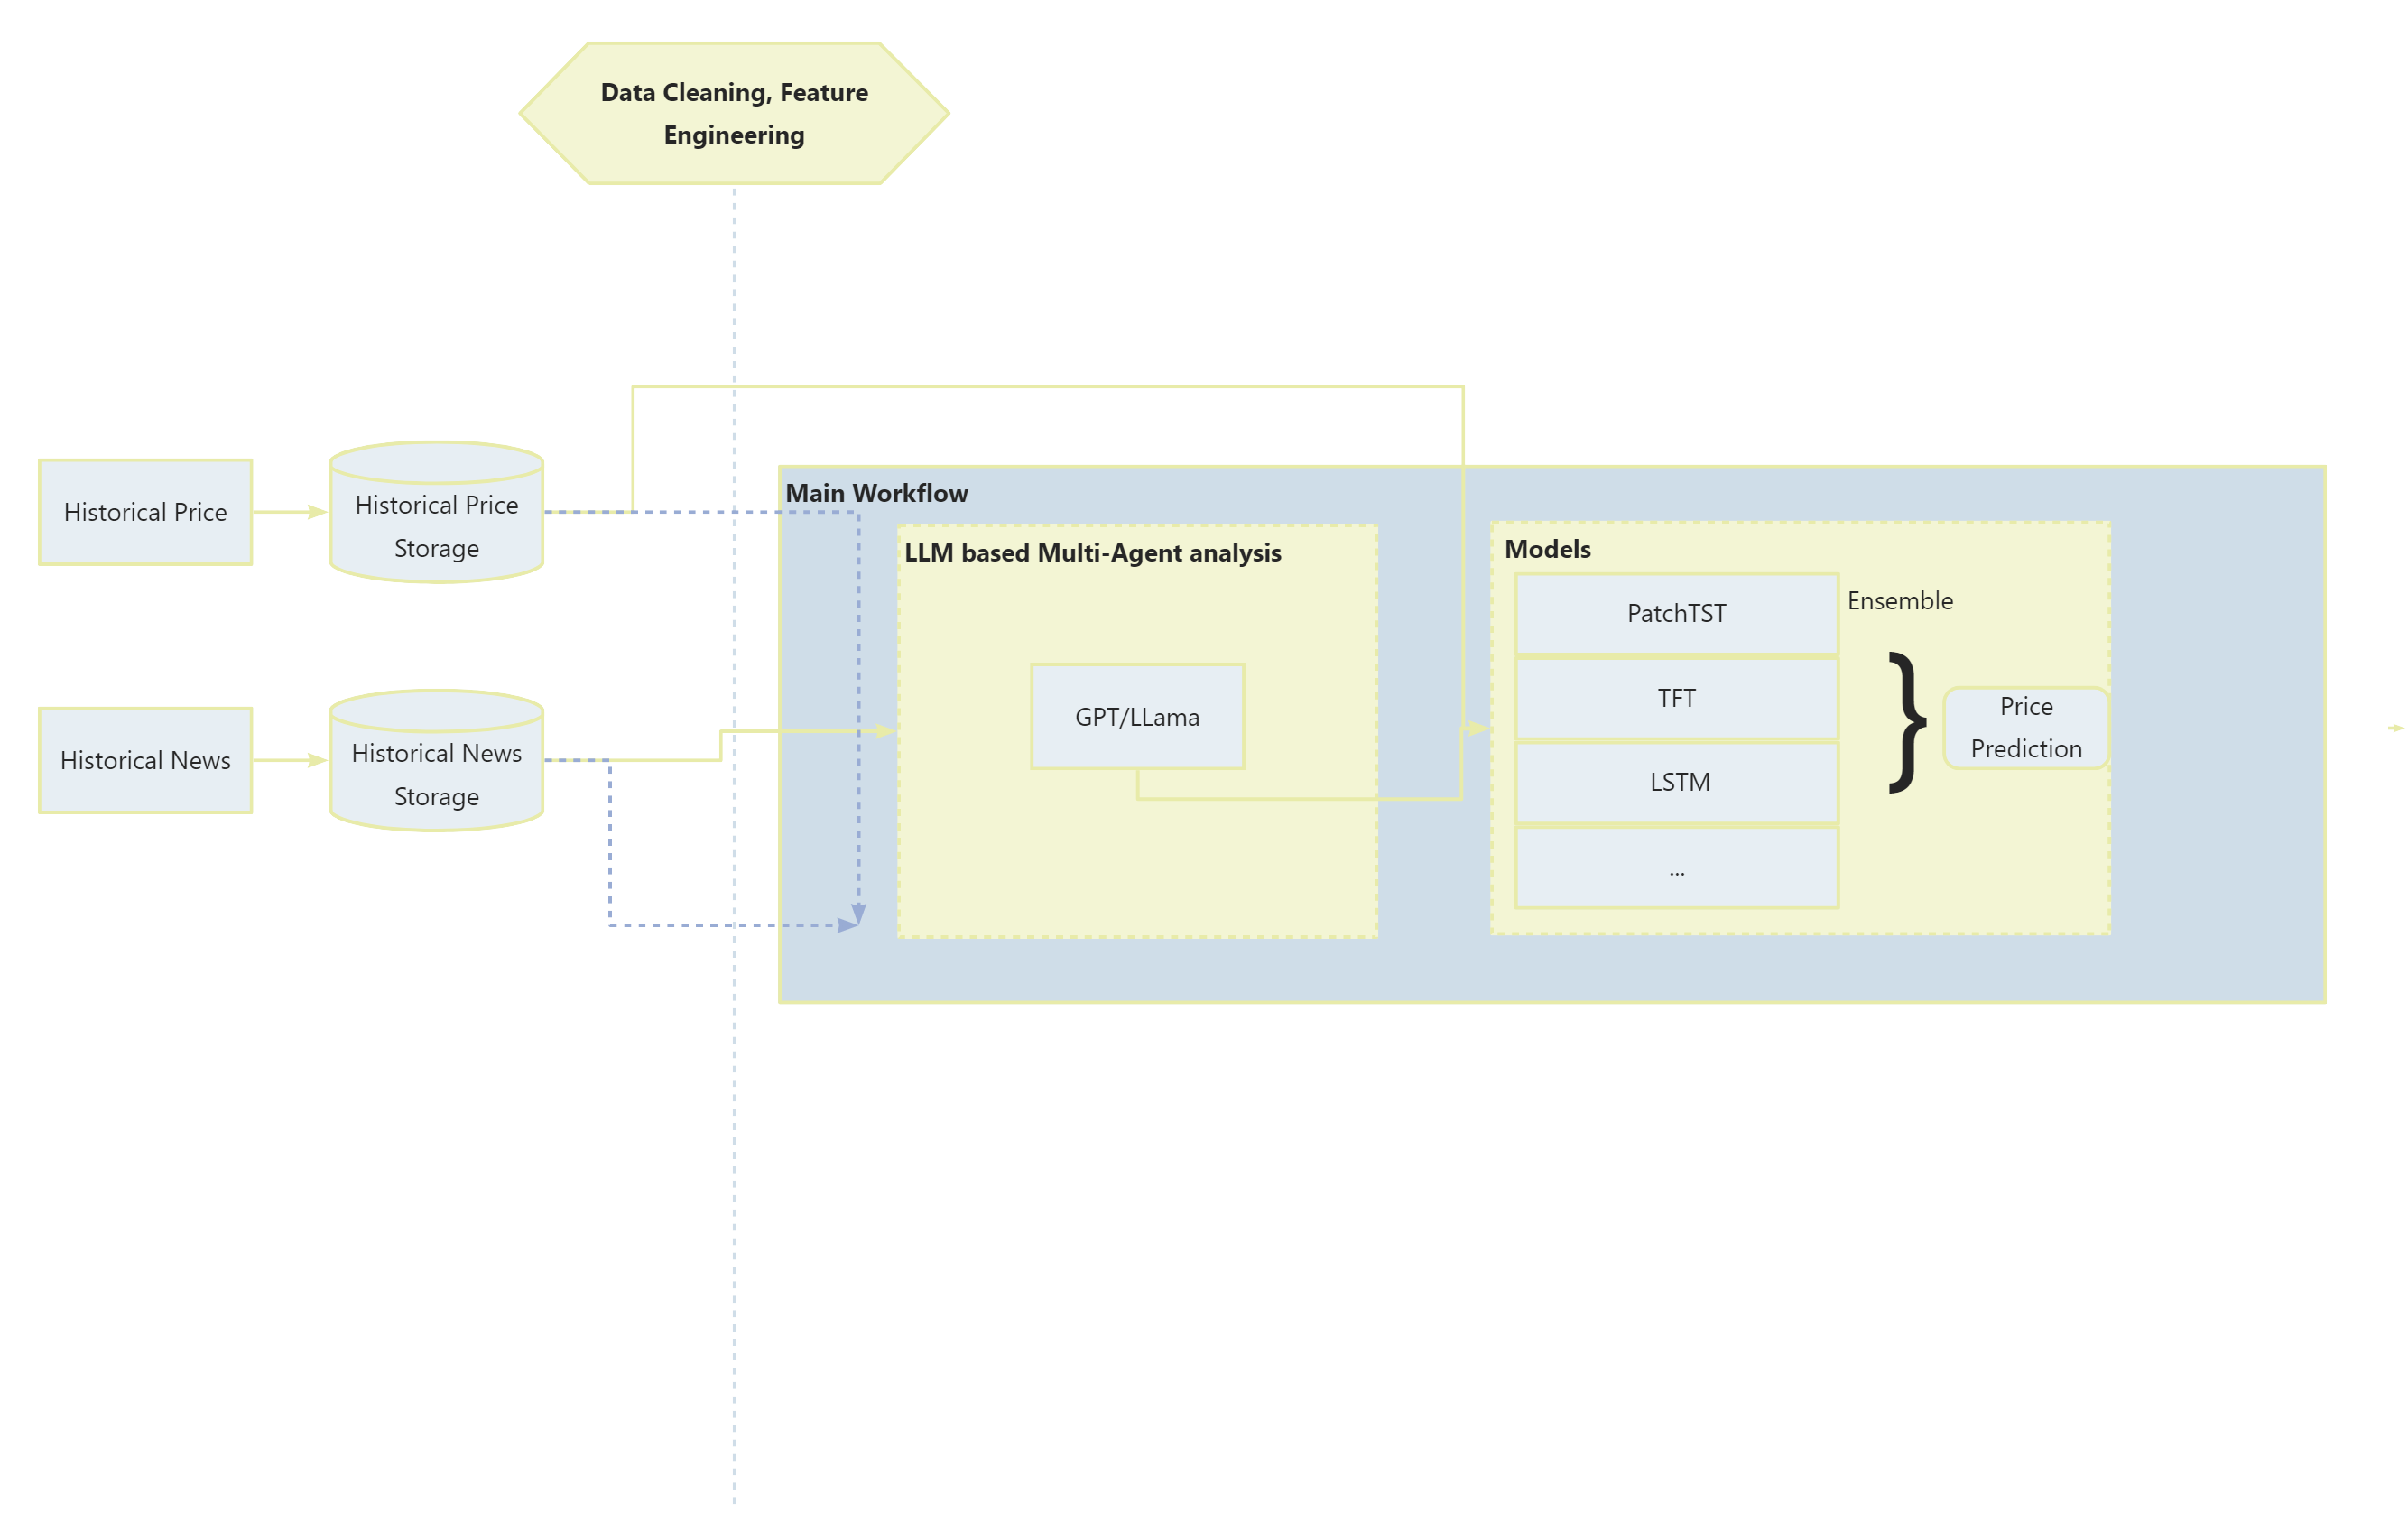 Data Cleaning, Feature
Engineering
Historical Price
Historical Price
Storage
Historical News
Historical News
Storage
Main Workflow
LLM based Multi-Agent analysis
GPT/LLama
Models
PatchTST
TFT
LSTM
...
Ensemble
}
Price
Prediction